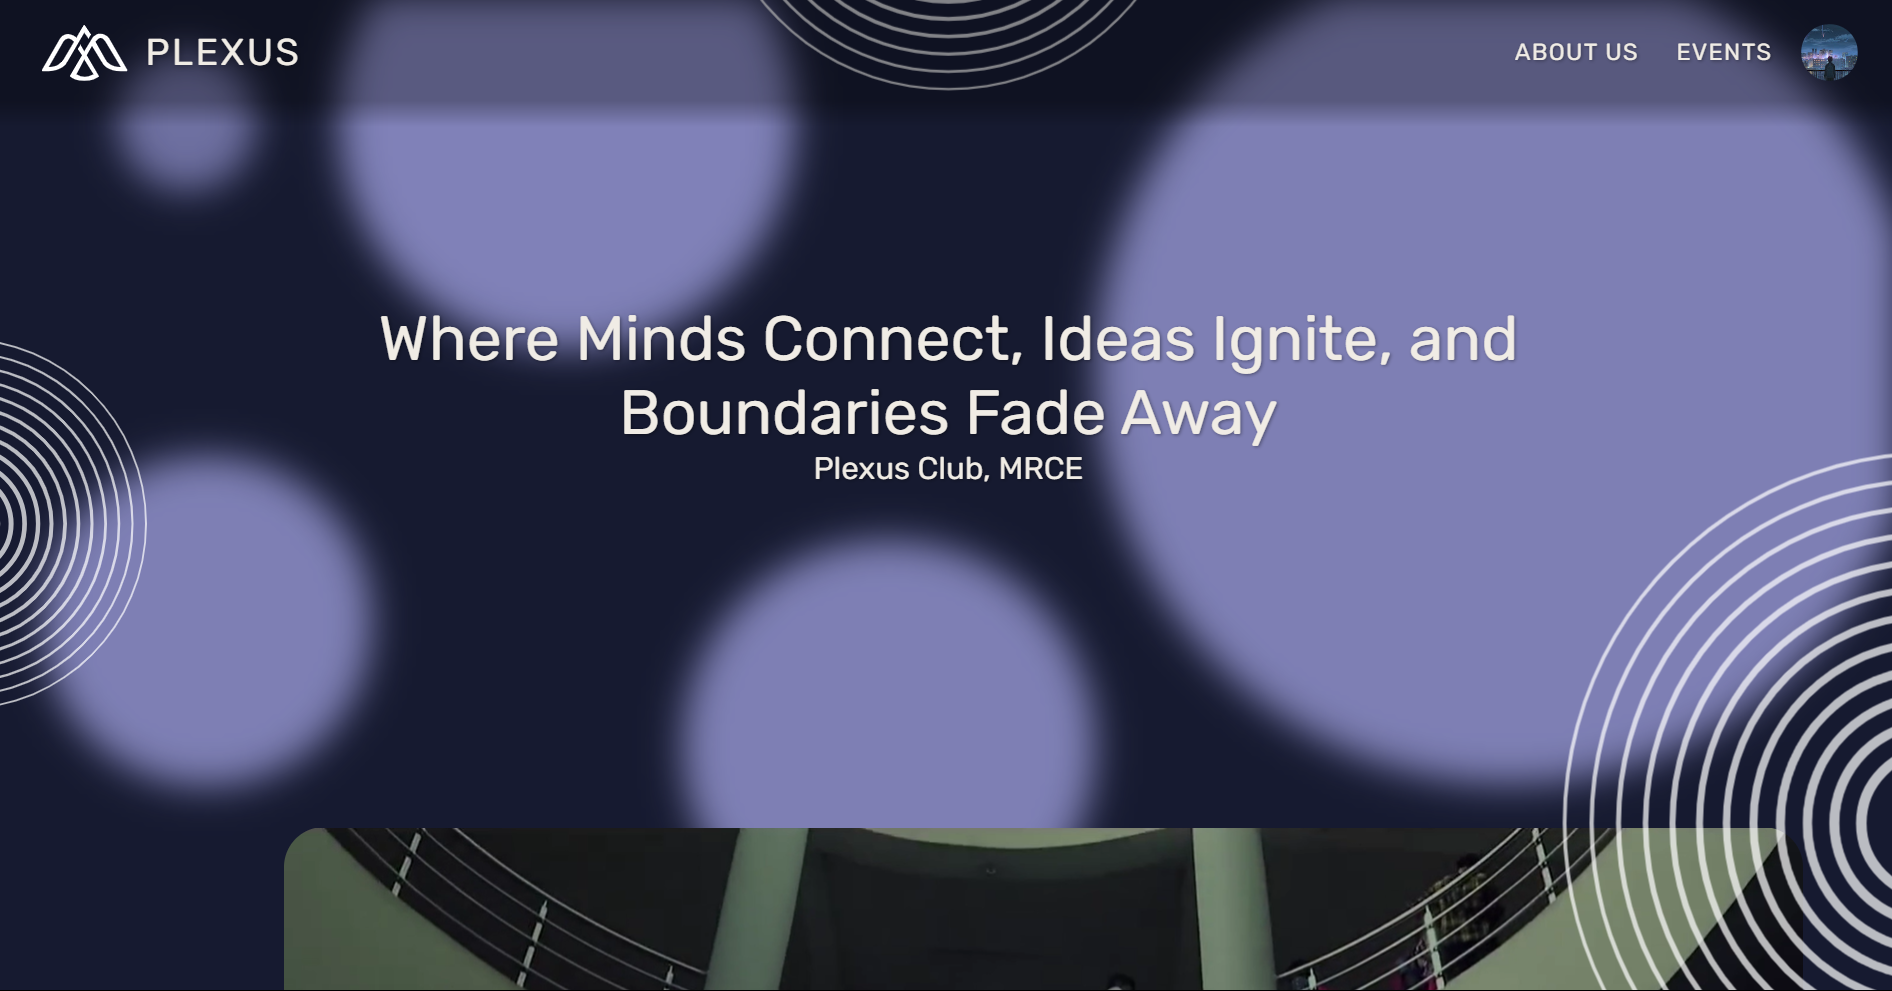 PLEXUS
ABOUT US
EVENTS
Where Minds Connect, Ideas Ignite, and
Boundaries Fade Away
Plexus Club, MRCE